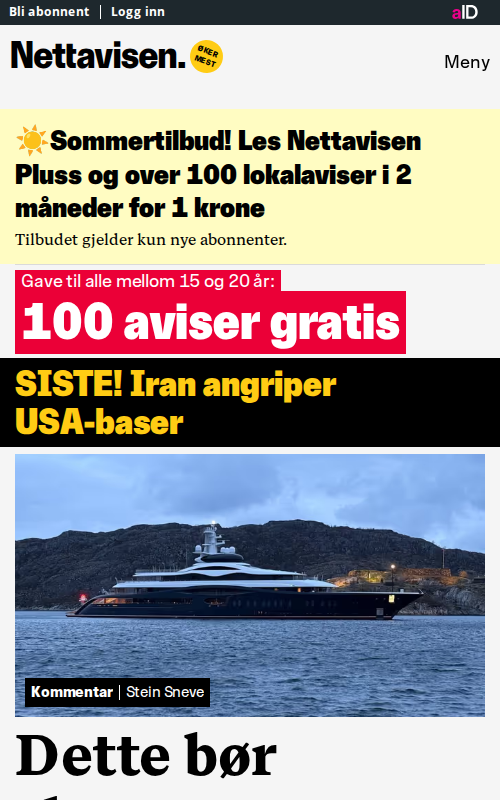 Bli abonnent | Logg inn
aID
Nettavisen.
ØKER
MEST
Meny
☀️Sommertilbud! Les Nettavisen
Pluss og over 100 lokalaviser i 2
måneder for 1 krone
Tilbudet gjelder kun nye abonnenter.
Gave til alle mellom 15 og 20 år:
100 aviser gratis
SISTE! Iran angriper
USA-baser
Kommentar | Stein Sneve
Dette bør